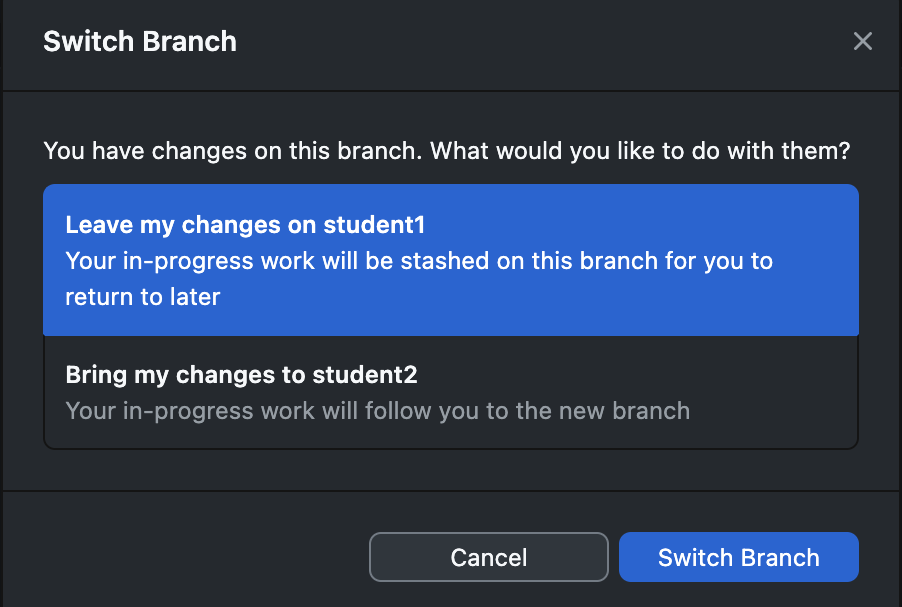 Switch Branch
You have changes on this branch. What would you like to do with them?
Leave my changes on student1
Your in-progress work will be stashed on this branch for you to
return to later
Bring my changes to student2
Your in-progress work will follow you to the new branch
Cancel
Switch Branch